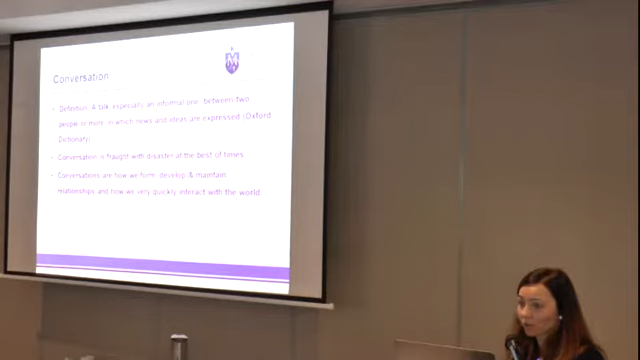 Conversation
• Definition: A talk, especially an informal one, between two
people or more, in which news and ideas are expressed (Oxford
Dictionary)
• Conversation is fraught with disaster at the best of times.
• Conversations are how we form, develop & maintain
relationships and how we very quickly interact with the world.